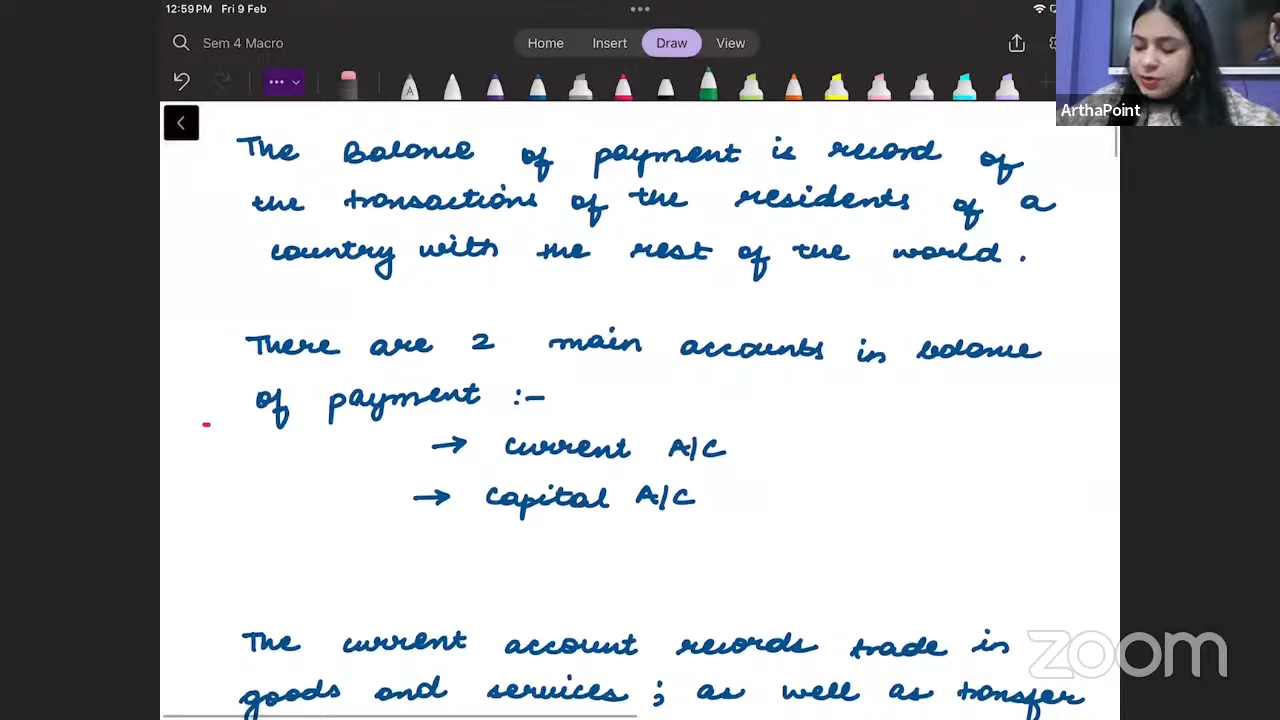 12:59 PM Fri 9 Feb
Sem 4 Macro
Home Insert Draw View
ArthaPoint
The Balance of payment is record of
the transactions of the residents of a
country with the rest of the world.
There are 2 main accounts in balance
of payment :-
→ Current A/C
→ Capital A/C
The current account records trade in
goods and services ; as well as transfer
zoom